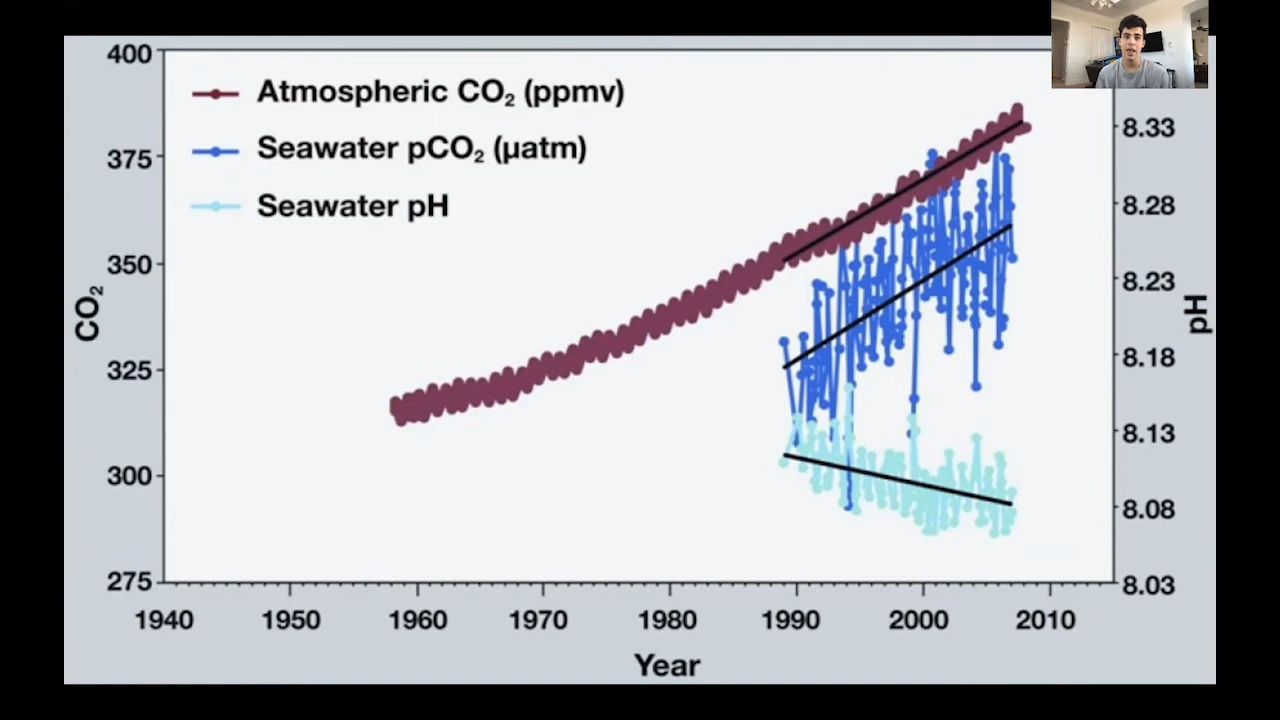 400
375
350
325
300
275
CO₂
Atmospheric CO₂ (ppmv)
Seawater pCO₂ (µatm)
Seawater pH
8.33
8.28
8.23
8.18
8.13
8.08
8.03
pH
1940 1950 1960 1970 1980 1990 2000 2010
Year